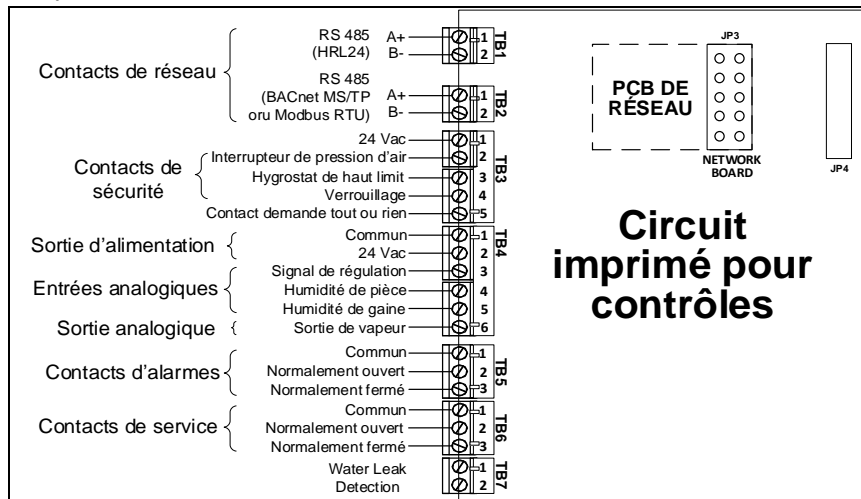 Contacts de réseau
RS 485 A+ 1 TB1
(HRL24) B- 2
RS 485
(BACnet MS/TP A+ 1 TB2
oru Modbus RTU) B- 2
Contacts de
sécurité
24 Vac 1 TB3
Interrupteur de pression d'air 2
Hygrostat de haut limit 3
Verrouillage 4
Contact demande tout ou rien 5
Sortie d'alimentation
Commun 1 TB4
24 Vac 2
Entrées analogiques
Signal de régulation 3
Humidité de pièce 4
Humidité de gaine 5
Sortie analogique
Sortie de vapeur 6
Contacts d'alarmes
Commun 1 TB5
Normalement ouvert 2
Normalement fermé 3
Contacts de service
Commun 1 TB6
Normalement ouvert 2
Normalement fermé 3
Water Leak 1 TB7
Detection 2
JP3
PCB DE
RÉSEAU
NETWORK
BOARD
JP4
Circuit
imprimé pour
contrôles